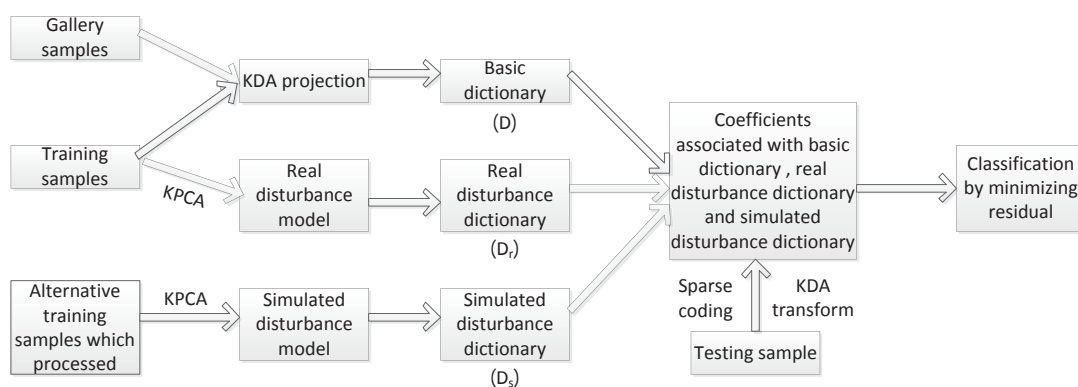 Gallery
samples
KDA projection
Basic
dictionary
(D)
Training
samples
KPCA
Real
disturbance
model
Real
disturbance
dictionary
(Dr)
Alternative
training
samples which
processed
KPCA
Simulated
disturbance
model
Simulated
disturbance
dictionary
(Ds)
Coefficients
associated with basic
dictionary , real
disturbance dictionary
and simulated
disturbance dictionary
Sparse
coding
KDA
transform
Testing sample
Classification
by minimizing
residual